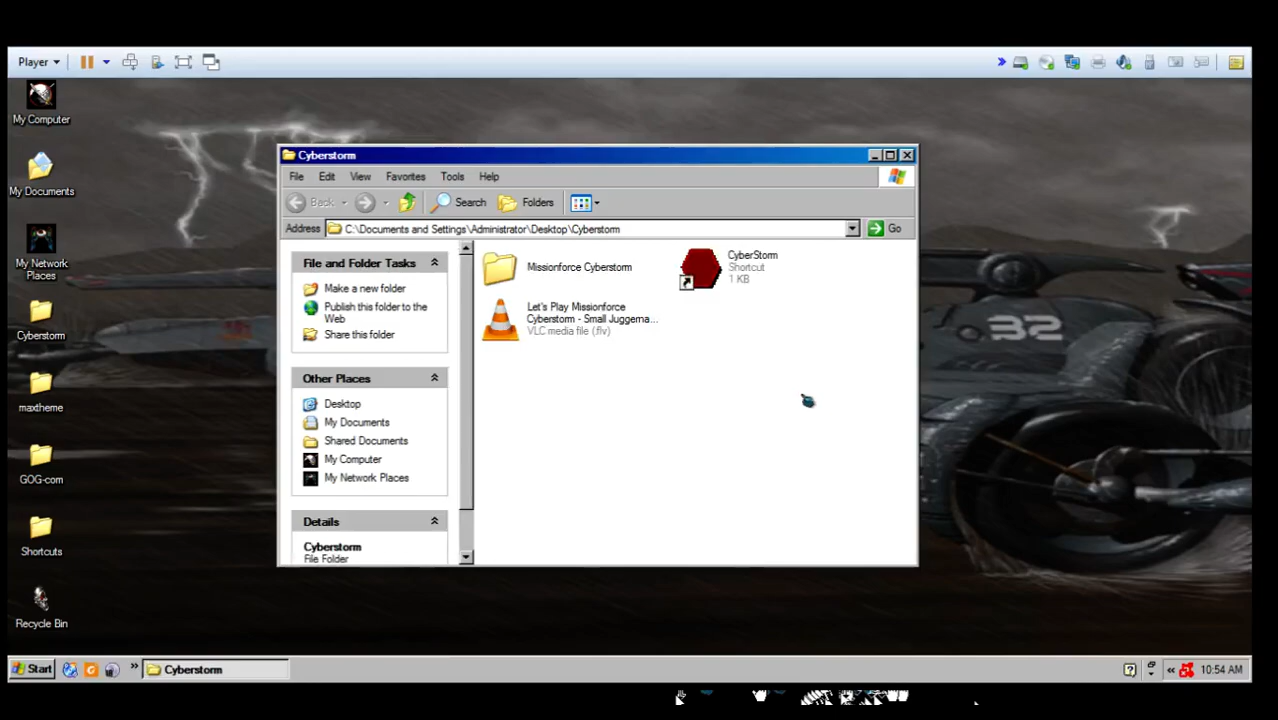 Player
My Computer
My Documents
My Network
Places
Cyberstorm
maxtheme
GOG-com
Shortcuts
Recycle Bin
Cyberstorm
File Edit View Favorites Tools Help
Back Search Folders
Address C:\Documents and Settings\Administrator\Desktop\Cyberstorm Go
File and Folder Tasks
Make a new folder
Publish this folder to the
Web
Share this folder
Other Places
Desktop
My Documents
Shared Documents
My Computer
My Network Places
Details
Cyberstorm
File Folder
Missionforce Cyberstorm
CyberStorm
Shortcut
1 KB
Let's Play Missionforce
Cyberstorm - Small Juggerna...
VLC media file (.flv)
32
Start Cyberstorm 10:54 AM